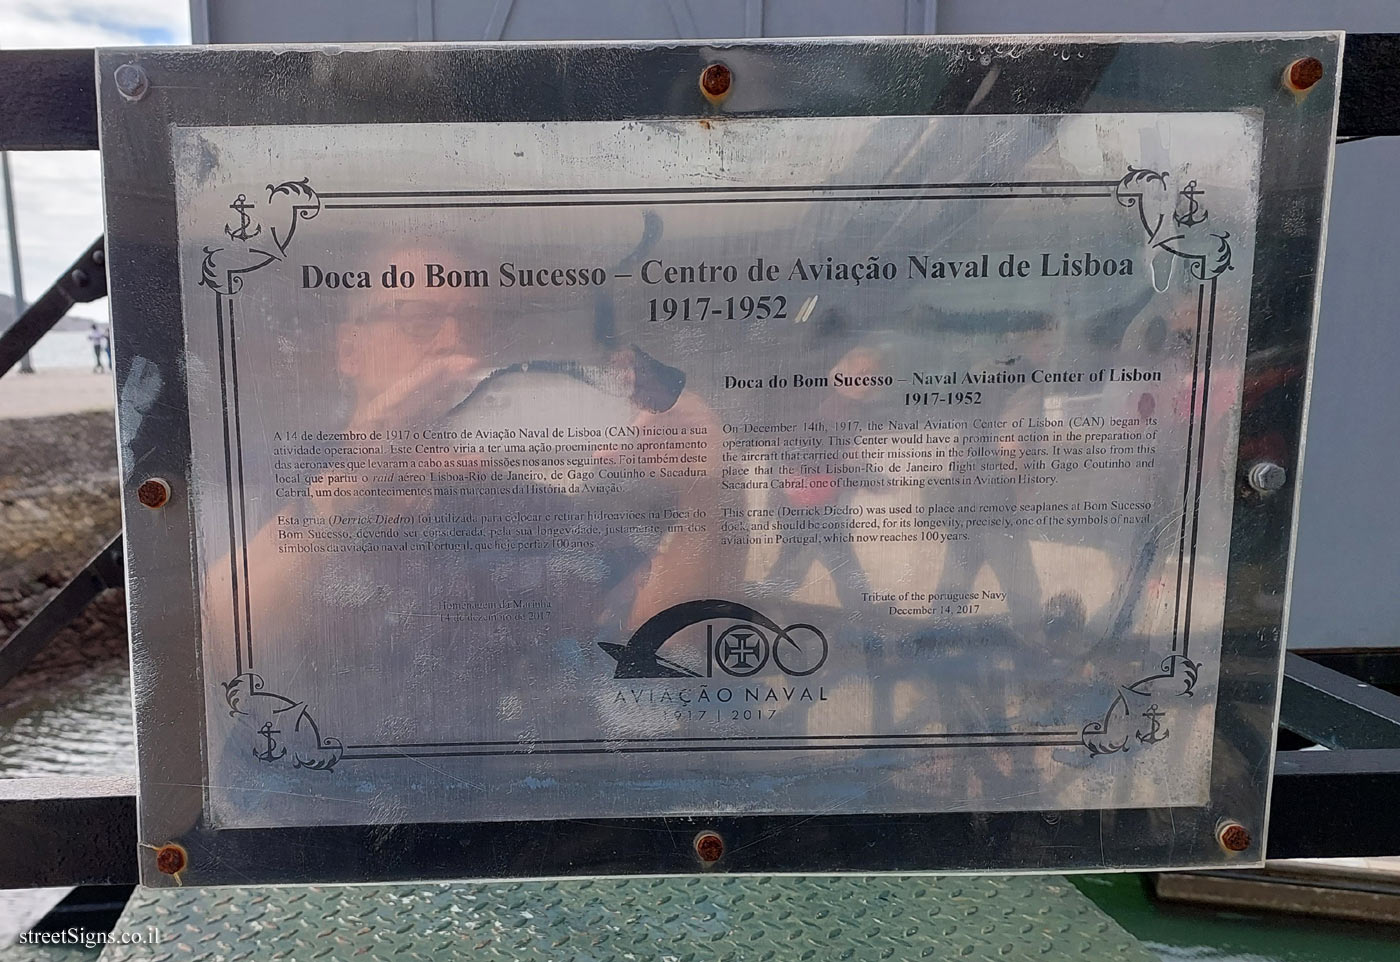 Doca do Bom Sucesso – Centro de Aviação Naval de Lisboa
1917-1952
A 14 de dezembro de 1917 o Centro de Aviação Naval de Lisboa (CAN) iniciou a sua
atividade operacional. Este Centro viria a ter uma ação proeminente no aprontamento
das aeronaves que levaram a cabo as suas missões nos anos seguintes. Foi também deste
local que partiu o raid aéreo Lisboa-Rio de Janeiro, de Gago Coutinho e Sacadura
Cabral, um dos acontecimentos mais marcantes da História da Aviação.
Esta grua (Derrick Diedro) foi utilizada para colocar e retirar hidroaviões na Doca do
Bom Sucesso, devendo ser considerada, pela sua longevidade, justamente, um dos
símbolos da aviação naval em Portugal, que hoje perfaz 100 anos.
Homenagem da Marinha
14 de dezembro de 2017
Doca do Bom Sucesso – Naval Aviation Center of Lisbon
1917-1952
On December 14th, 1917, the Naval Aviation Center of Lisbon (CAN) began its
operational activity. This Center would have a prominent action in the preparation of
the aircraft that carried out their missions in the following years. It was also from this
place that the first Lisbon-Rio de Janeiro flight started, with Gago Coutinho and
Sacadura Cabral, one of the most striking events in Aviation History.
This crane (Derrick Diedro) was used to place and remove seaplanes at Bom Sucesso
dock, and should be considered, for its longevity, precisely, one of the symbols of naval
aviation in Portugal, which now reaches 100 years.
Tribute of the portuguese Navy
December 14, 2017
100
AVIAÇÃO NAVAL
1917 | 2017
streetSigns.co.il